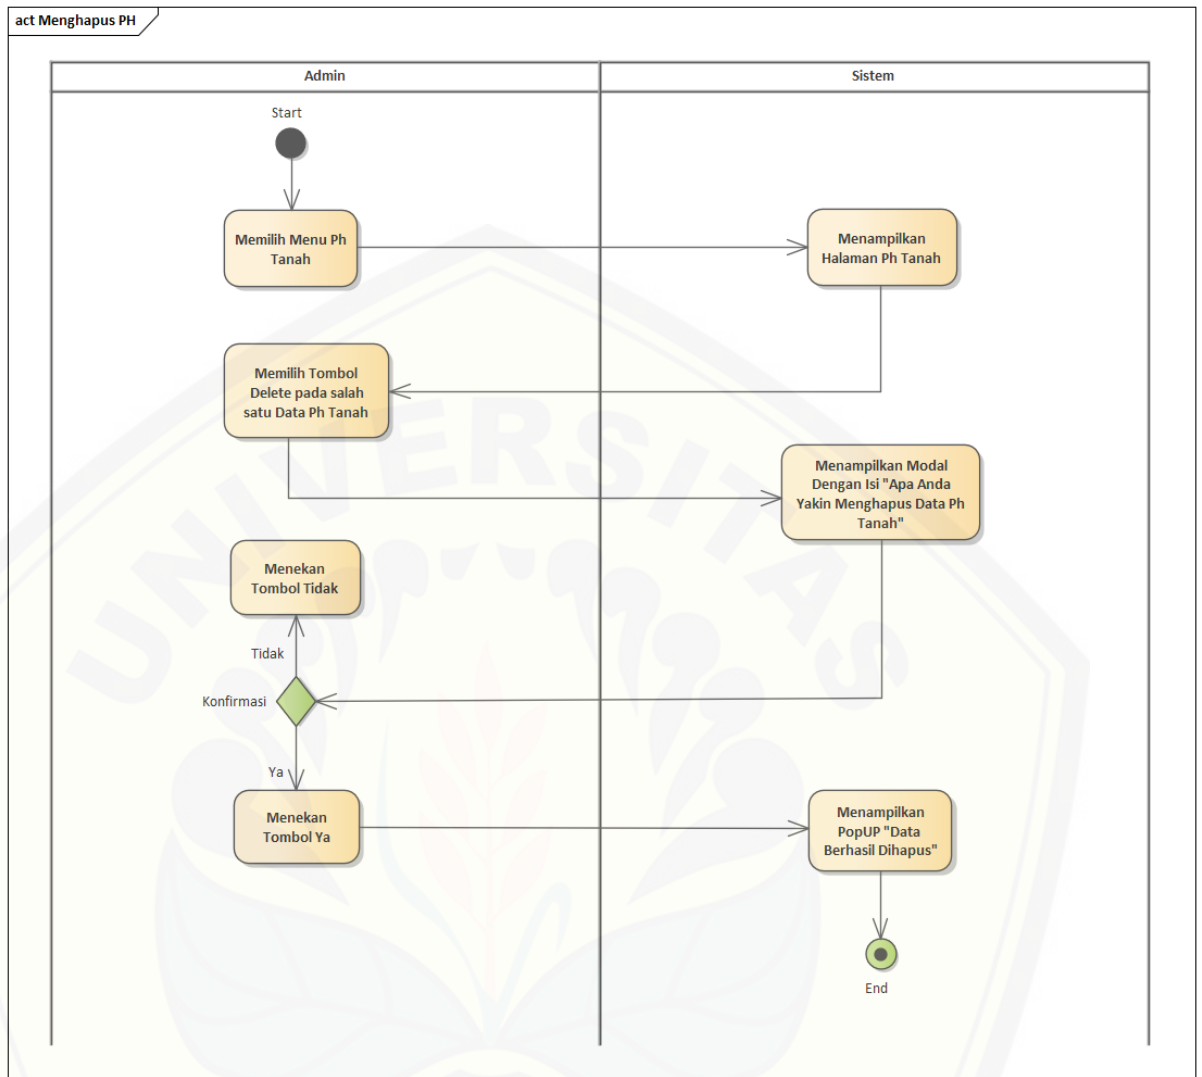 act Menghapus PH
Admin
Sistem
Start
Memilih Menu Ph
Tanah
Menampilkan
Halaman Ph Tanah
Memilih Tombol
Delete pada salah
satu Data Ph Tanah
Menampilkan Modal
Dengan Isi "Apa Anda
Yakin Menghapus Data Ph
Tanah"
Menekan
Tombol Tidak
Tidak
Konfirmasi
Ya
Menekan
Tombol Ya
Menampilkan
PopUP "Data
Berhasil Dihapus"
End
UNIVERSITAS